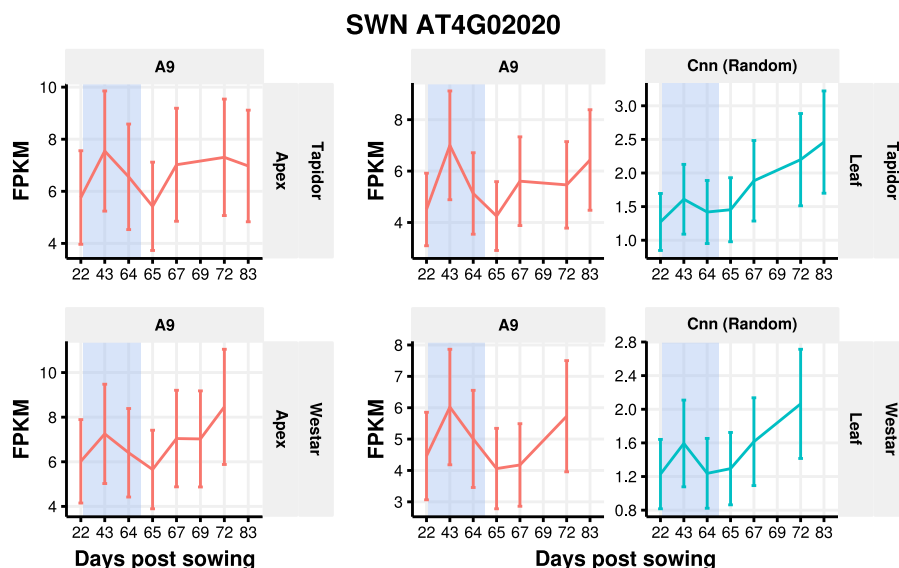 SWN AT4G02020
A9
A9
Cnn (Random)
FPKM
10
8
6
4
22 43 64 65 67 69 72 83
Apex
Tapidor
FPKM
8
6
4
22 43 64 65 67 69 72 83
3.0
2.5
2.0
1.5
1.0
22 43 64 65 67 69 72 83
Leaf
Tapidor
A9
A9
Cnn (Random)
FPKM
10
8
6
4
22 43 64 65 67 69 72 83
Apex
Westar
FPKM
8
7
6
5
4
3
22 43 64 65 67 69 72 83
2.8
2.4
2.0
1.6
1.2
0.8
22 43 64 65 67 69 72 83
Leaf
Westar
Days post sowing
Days post sowing